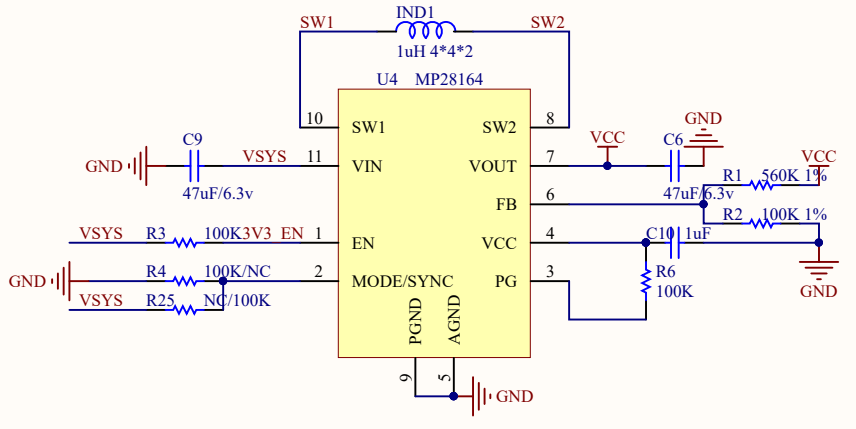 IND1
SW1
SW2
1uH 4*4*2
U4 MP28164
10
SW1
SW2
8
C9
GND
VSYS
11
VIN
VOUT
7
VCC
C6
GND
47uF/6.3v
47uF/6.3v
VCC
R1 560K 1%
FB
6
R2 100K 1%
VSYS
R3
100K
3V3_EN
1
EN
VCC
4
C10
1uF
GND
R4
100K/NC
2
MODE/SYNC
PG
3
R6
100K
GND
VSYS
R25
NC/100K
PGND
AGND
9
5
GND